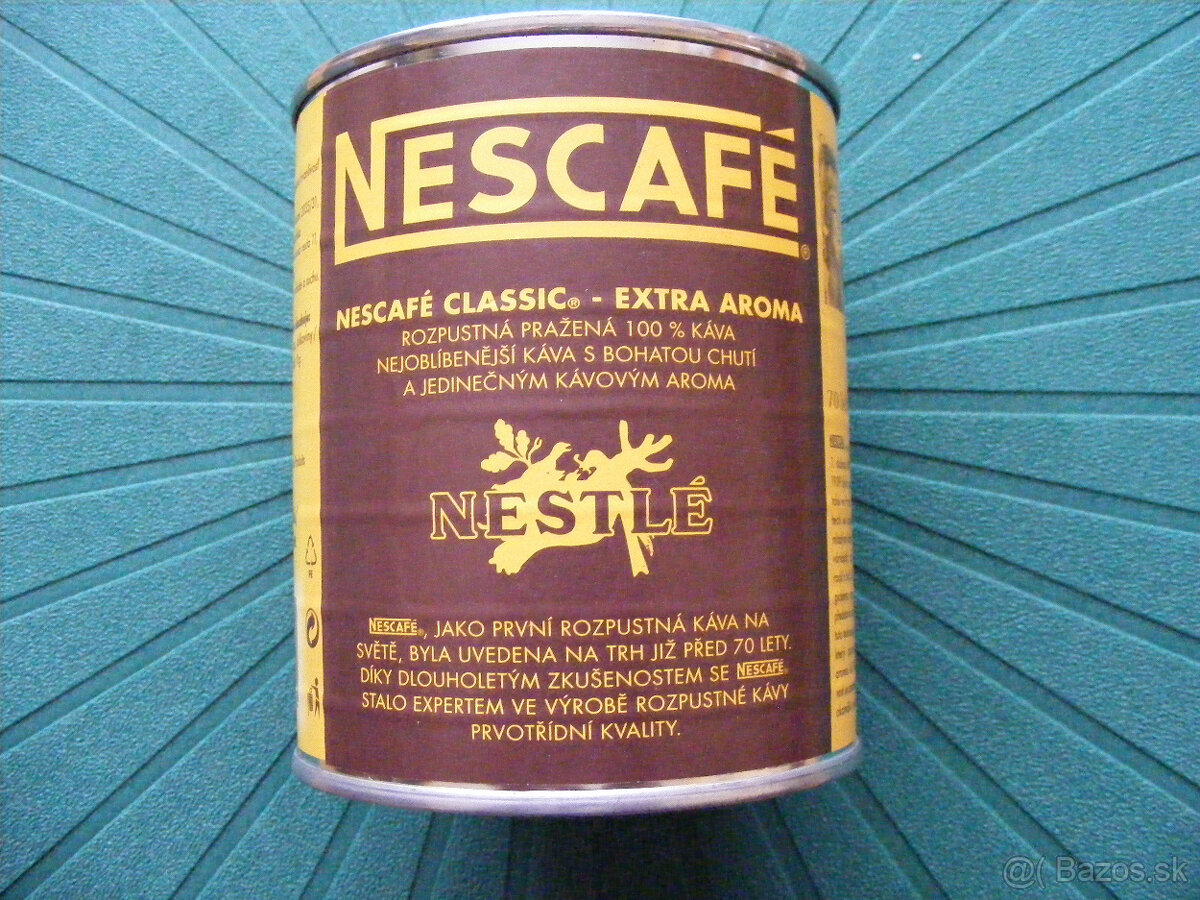 NESCAFÉ®
NESCAFÉ CLASSIC® - EXTRA AROMA
ROZPUSTNÁ PRAŽENÁ 100 % KÁVA
NEJOBLÍBENĚJŠÍ KÁVA S BOHATOU CHUTÍ
A JEDINEČNÝM KÁVOVÝM AROMA
NESTLÉ
NESCAFÉ®, JAKO PRVNÍ ROZPUSTNÁ KÁVA NA
SVĚTĚ, BYLA UVEDENA NA TRH JIŽ PŘED 70 LETY.
DÍKY DLOUHOLETÝM ZKUŠENOSTEM SE NESCAFÉ®
STALO EXPERTEM VE VÝROBĚ ROZPUSTNÉ KÁVY
PRVOTŘÍDNÍ KVALITY.
70
@( Bazos.sk